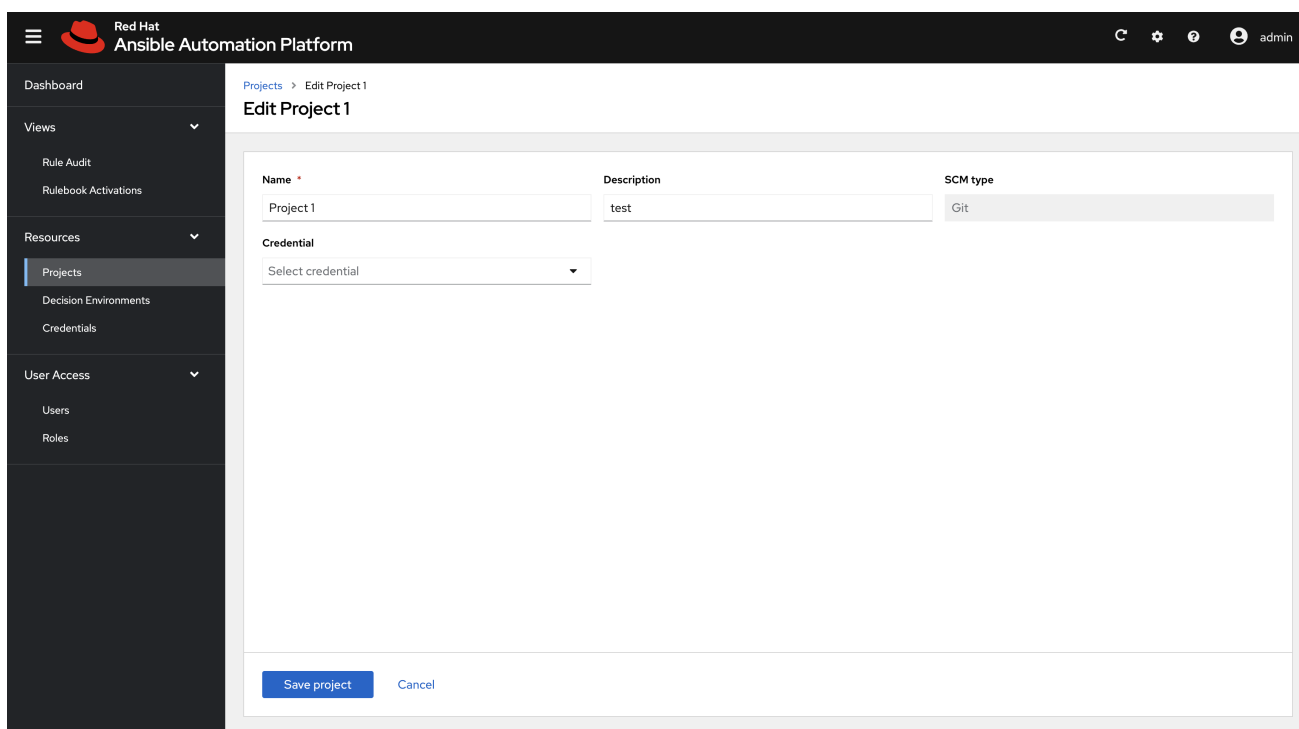 Red Hat
Ansible Automation Platform
admin
Dashboard
Views
Rule Audit
Rulebook Activations
Resources
Projects
Decision Environments
Credentials
User Access
Users
Roles
Projects > Edit Project 1
Edit Project 1
Name * Description SCM type
Project 1 test Git
Credential
Select credential
Save project Cancel